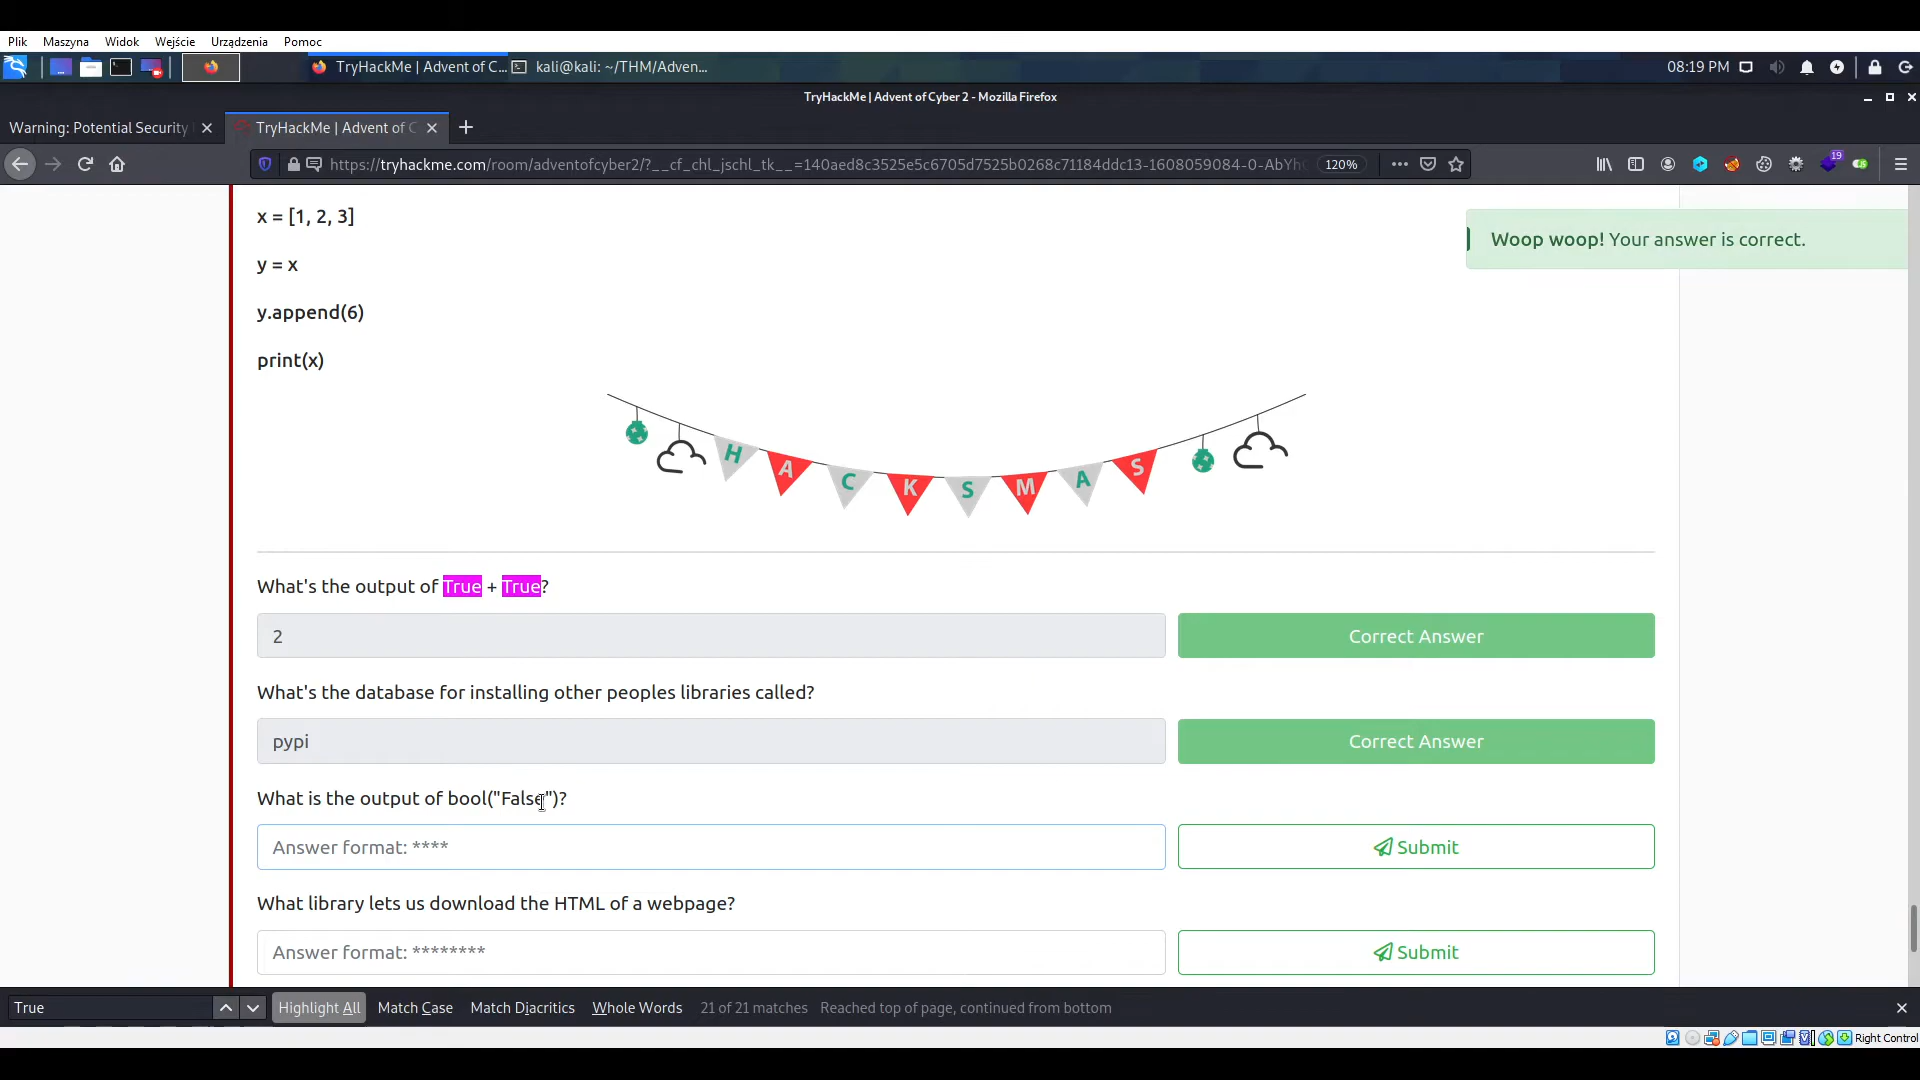 Plik Maszyna Widok Wejście Urządzenia Pomoc
TryHackMe | Advent of C... kali@kali: ~/THM/Adven... 08:19 PM
TryHackMe | Advent of Cyber 2 - Mozilla Firefox
Warning: Potential Security TryHackMe | Advent of C
https://tryhackme.com/room/adventofcyber2/?__cf_chl_jschl_tk__=140aed8c3525e5c6705d7525b0268c71184ddc13-1608059084-0-AbYh 120% 19
x = [1, 2, 3]
Woop woop! Your answer is correct.
y = x
y.append(6)
print(x)
HACKSMAS
What's the output of True + True?
2 Correct Answer
What's the database for installing other peoples libraries called?
pypi Correct Answer
What is the output of bool("False")?
Answer format: **** Submit
What library lets us download the HTML of a webpage?
Answer format: ******** Submit
True Highlight All Match Case Match Diacritics Whole Words 21 of 21 matches Reached top of page, continued from bottom
Right Control